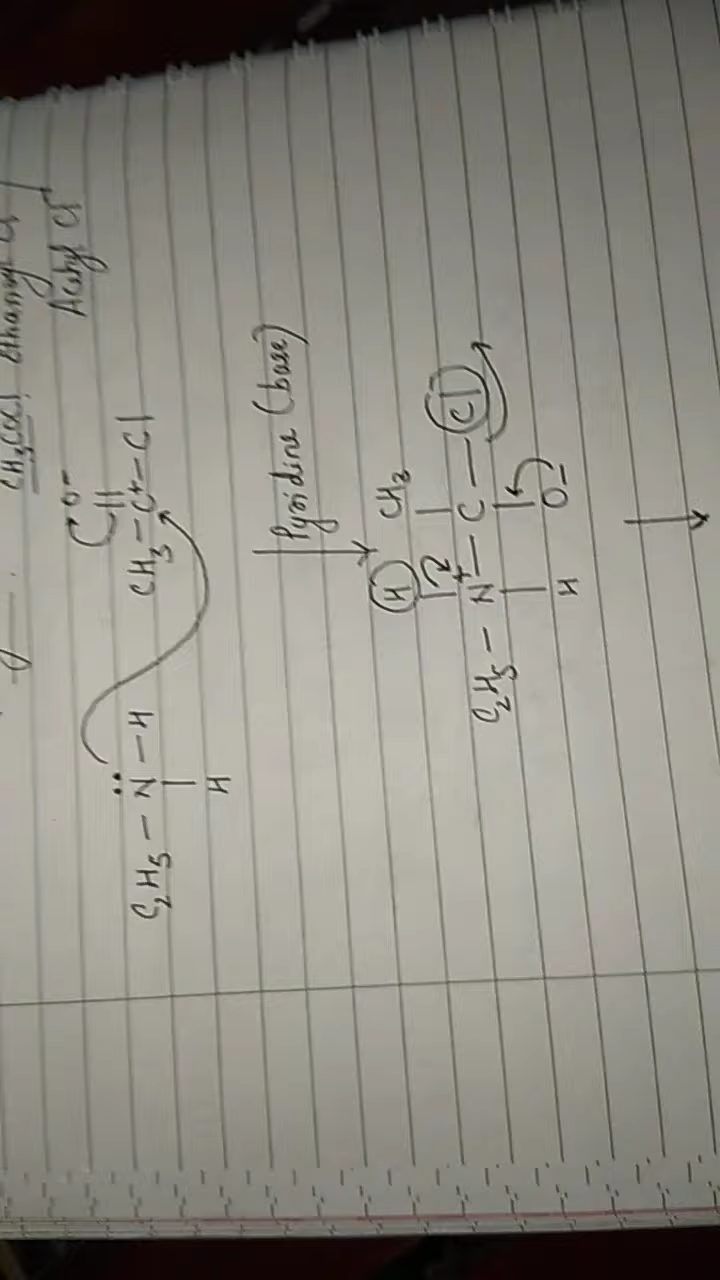 CH3COCl Ethanoyl Cl
Acetyl Cl
O-
C2H5 - N̈ - H CH3 - C+ - Cl
H
Pyridine (base)
H CH3
C2H5 - N+ - C - Cl
H O-